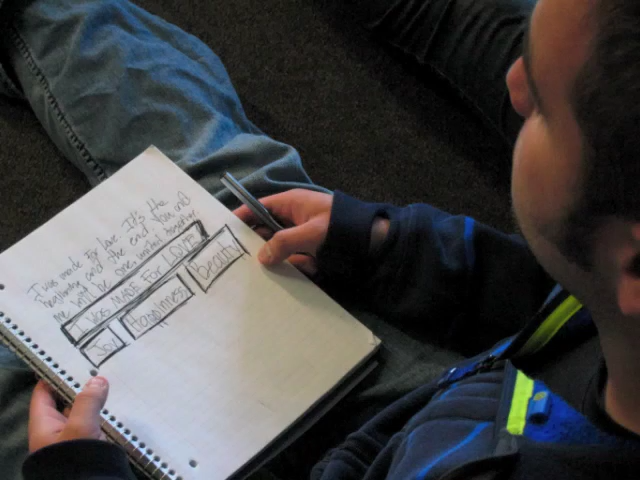 I was made for love. It's the
beginning and the end. You and
me will be one, united together.
I WAS MADE FOR LOVE
Joy Happiness Beauty